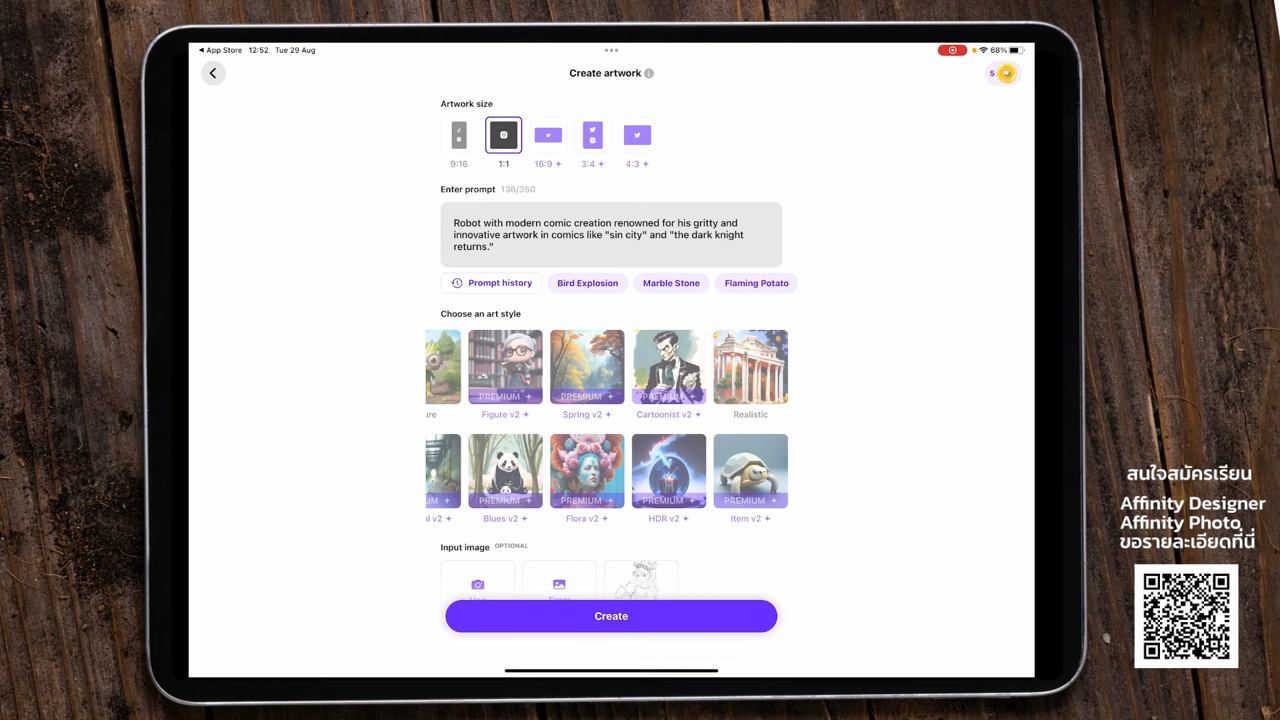 App Store 12:52 Tue 29 Aug
68%
Create artwork
5
Artwork size
9:16 1:1 16:9 3:4 4:3
Enter prompt 136/350
Robot with modern comic creation renowned for his gritty and
innovative artwork in comics like "sin city" and "the dark knight
returns."
Prompt history Bird Explosion Marble Stone Flaming Potato
Choose an art style
PREMIUM PREMIUM PREMIUM
ure Figure v2 Spring v2 Cartoonist v2 Realistic
UM PREMIUM PREMIUM PREMIUM PREMIUM
l v2 Blues v2 Flora v2 HDR v2 Item v2
Input image OPTIONAL
Create
สนใจสมัครเรียน
Affinity Designer
Affinity Photo
ขอรายละเอียดที่นี่